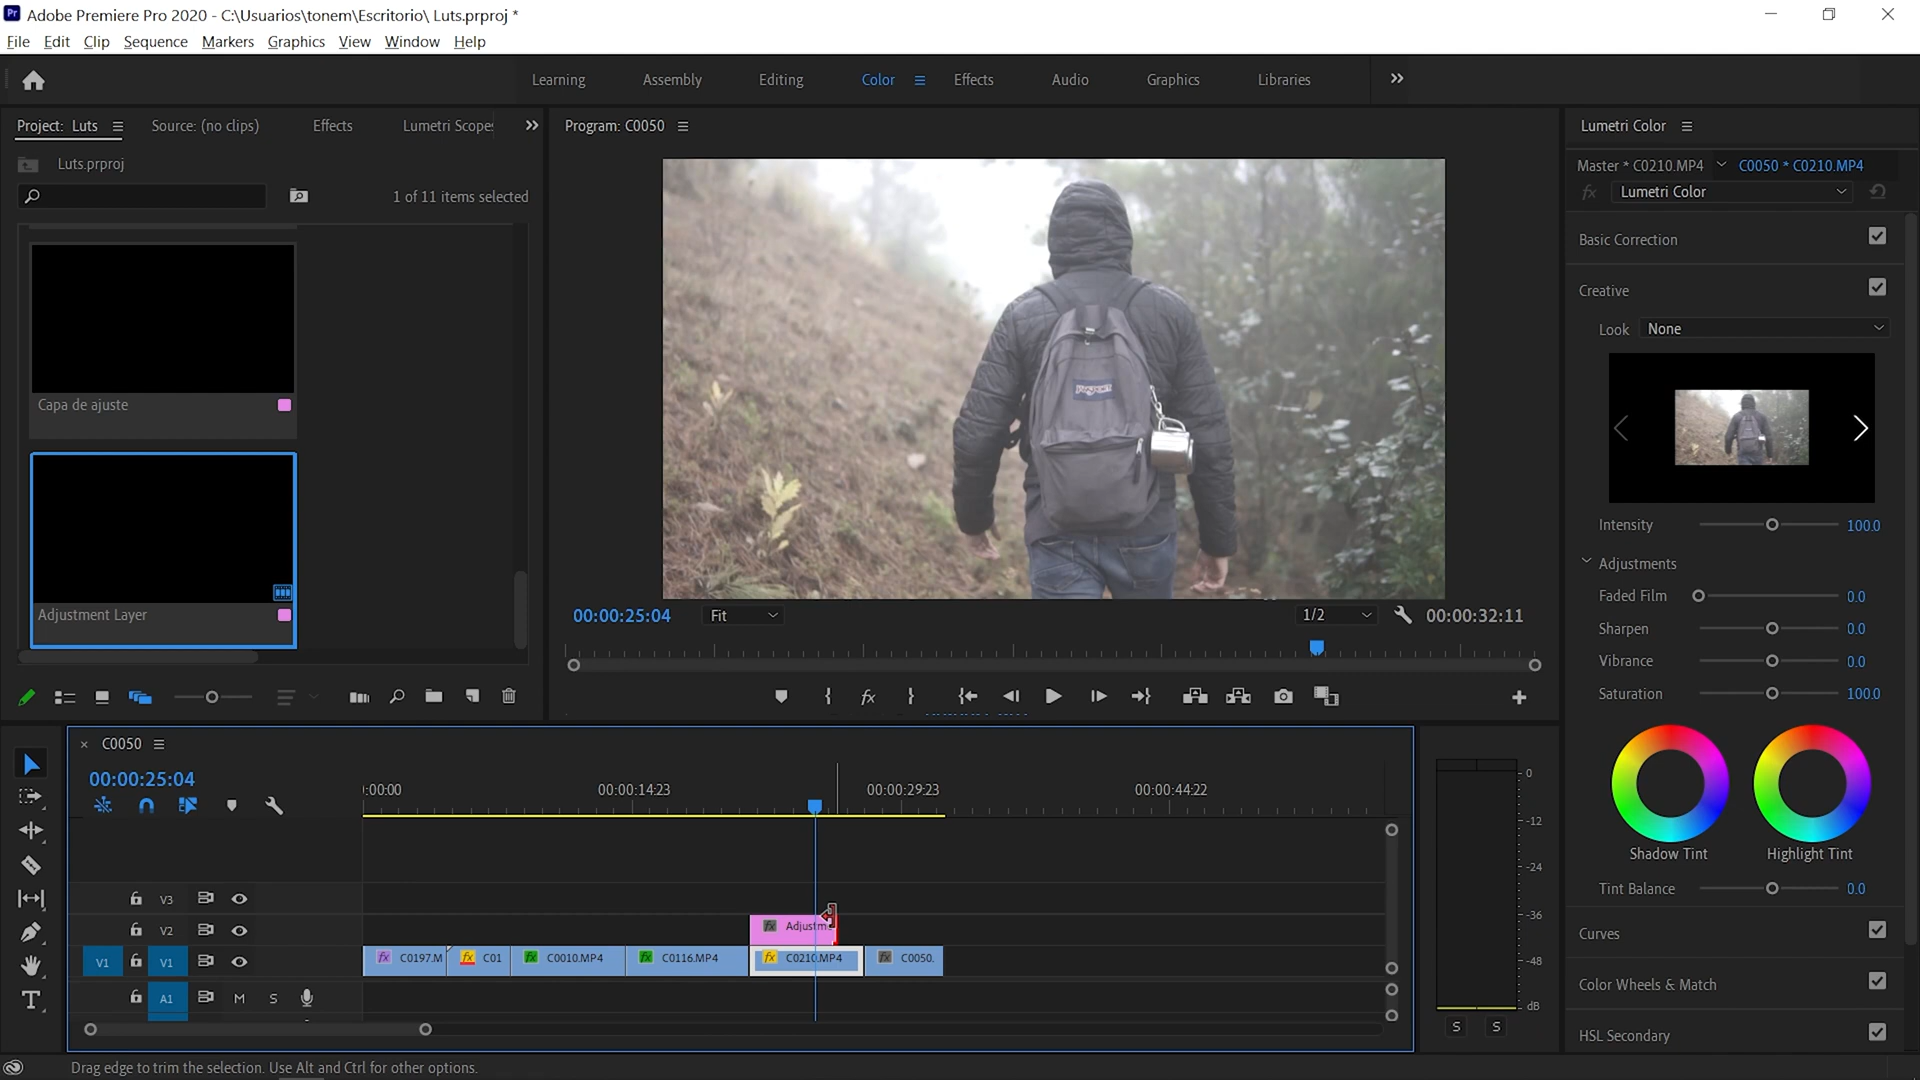 Adobe Premiere Pro 2020 - C:\Usuarios\tonem\Escritorio\ Luts.prproj *
File Edit Clip Sequence Markers Graphics View Window Help
Learning Assembly Editing Color Effects Audio Graphics Libraries
Project: Luts Source: (no clips) Effects Lumetri Scopes
Luts.prproj
1 of 11 items selected
Capa de ajuste
Adjustment Layer
Program: C0050
00:00:25:04 Fit 1/2 00:00:32:11
Lumetri Color
Master * C0210.MP4 C0050 * C0210.MP4
fx Lumetri Color
Basic Correction
Creative
Look None
Intensity 100.0
Adjustments
Faded Film 0.0
Sharpen 0.0
Vibrance 0.0
Saturation 100.0
Shadow Tint Highlight Tint
Tint Balance 0.0
Curves
Color Wheels & Match
HSL Secondary
C0050
00:00:25:04
:00:00 00:00:14:23 00:00:29:23 00:00:44:22
V3
V2 fx Adjustm
V1 V1 fx C0197.M fx C01 fx C0010.MP4 fx C0116.MP4 fx C0210.MP4 fx C0050.
A1 M S
0
-12
-24
-36
-48
dB
S S
Drag edge to trim the selection. Use Alt and Ctrl for other options.